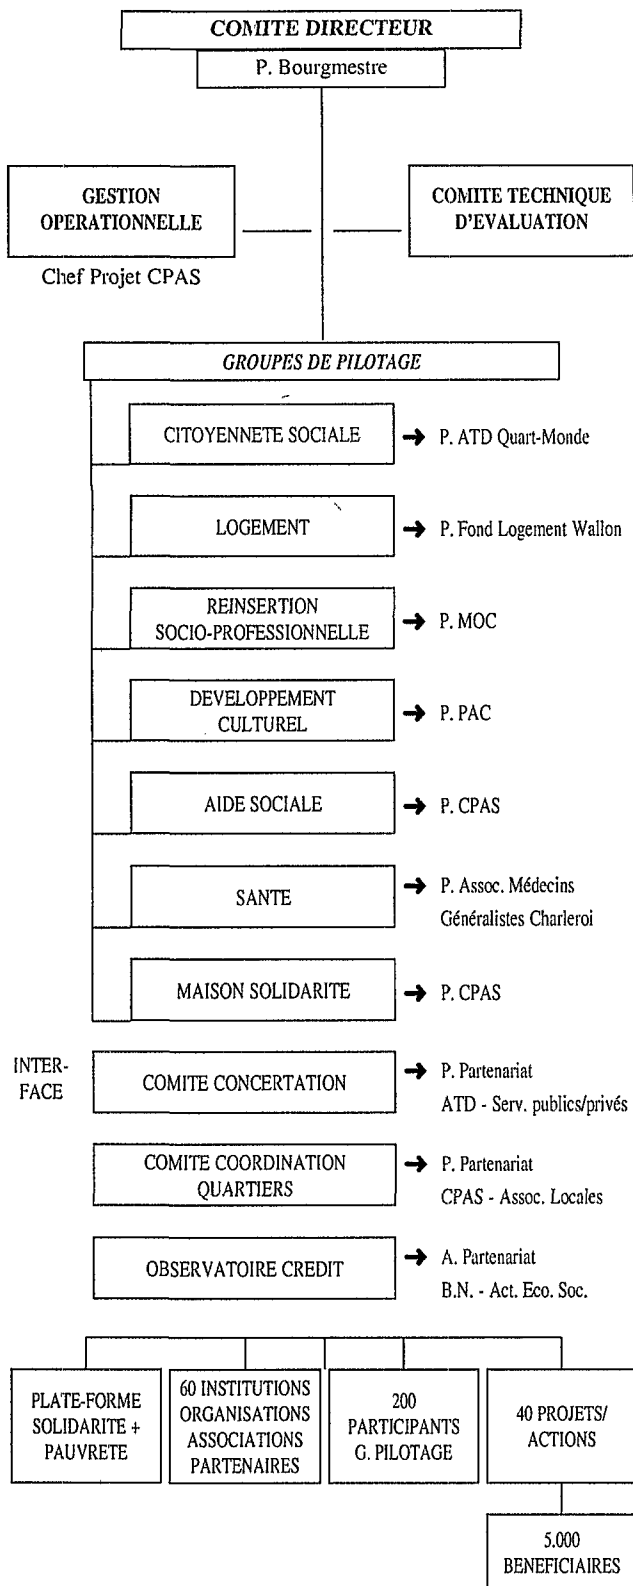 COMITE DIRECTEUR
P. Bourgmestre
GESTION
OPERATIONNELLE
Chef Projet CPAS
COMITE TECHNIQUE
D'EVALUATION
GROUPES DE PILOTAGE
CITOYENNETE SOCIALE
➔ P. ATD Quart-Monde
LOGEMENT
➔ P. Fond Logement Wallon
REINSERTION
SOCIO-PROFESSIONNELLE
➔ P. MOC
DEVELOPPEMENT
CULTUREL
➔ P. PAC
AIDE SOCIALE
➔ P. CPAS
SANTE
➔ P. Assoc. Médecins
Généralistes Charleroi
MAISON SOLIDARITE
➔ P. CPAS
INTER-
FACE
COMITE CONCERTATION
➔ P. Partenariat
ATD - Serv. publics/privés
COMITE COORDINATION
QUARTIERS
➔ P. Partenariat
CPAS - Assoc. Locales
OBSERVATOIRE CREDIT
➔ A. Partenariat
B.N. - Act. Eco. Soc.
PLATE-FORME
SOLIDARITE +
PAUVRETE
60 INSTITUTIONS
ORGANISATIONS
ASSOCIATIONS
PARTENAIRES
200
PARTICIPANTS
G. PILOTAGE
40 PROJETS/
ACTIONS
5.000
BENEFICIAIRES